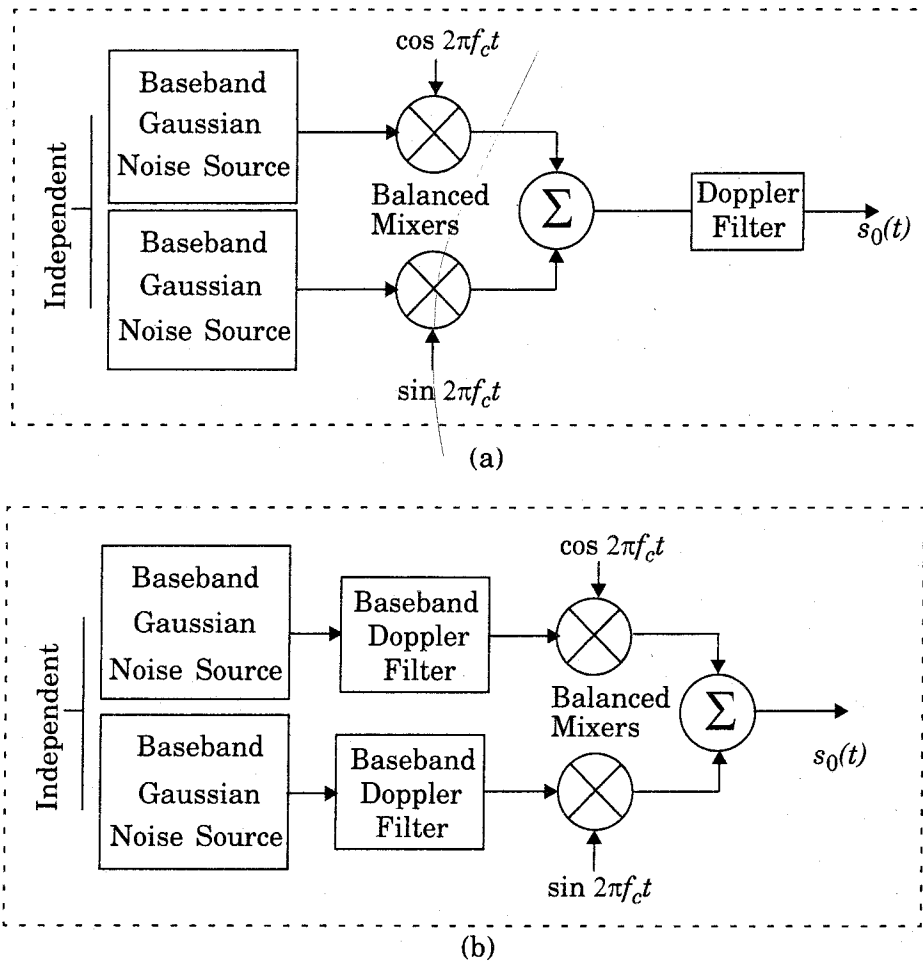 cos 2πf_ct
Baseband
Gaussian
Noise Source
Independent
Balanced
Mixers
Σ
Doppler
Filter
s_0(t)
Baseband
Gaussian
Noise Source
sin 2πf_ct
(a)
cos 2πf_ct
Baseband
Gaussian
Noise Source
Baseband
Doppler
Filter
Independent
Balanced
Mixers
Σ
s_0(t)
Baseband
Gaussian
Noise Source
Baseband
Doppler
Filter
sin 2πf_ct
(b)